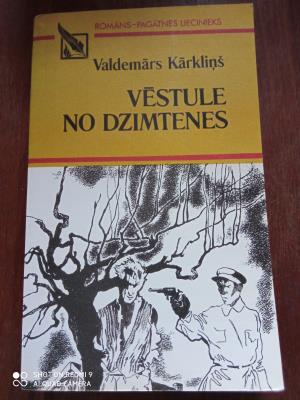 ROMĀNS–PAGĀTNES LIECINIEKS
Valdemārs Kārkliņš
VĒSTULE
NO DZIMTENES
SHOT ON REDMI 9
AI QUAD CAMERA